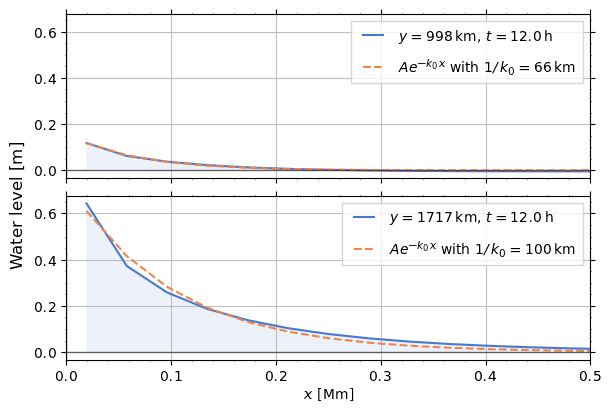 0.6
0.4
0.2
0.0
y = 998 km, t = 12.0 h
Ae^{-k_0 x} with 1/k_0 = 66 km
Water level [m]
0.6
0.4
0.2
0.0
y = 1717 km, t = 12.0 h
Ae^{-k_0 x} with 1/k_0 = 100 km
0.0 0.1 0.2 0.3 0.4 0.5
x [Mm]